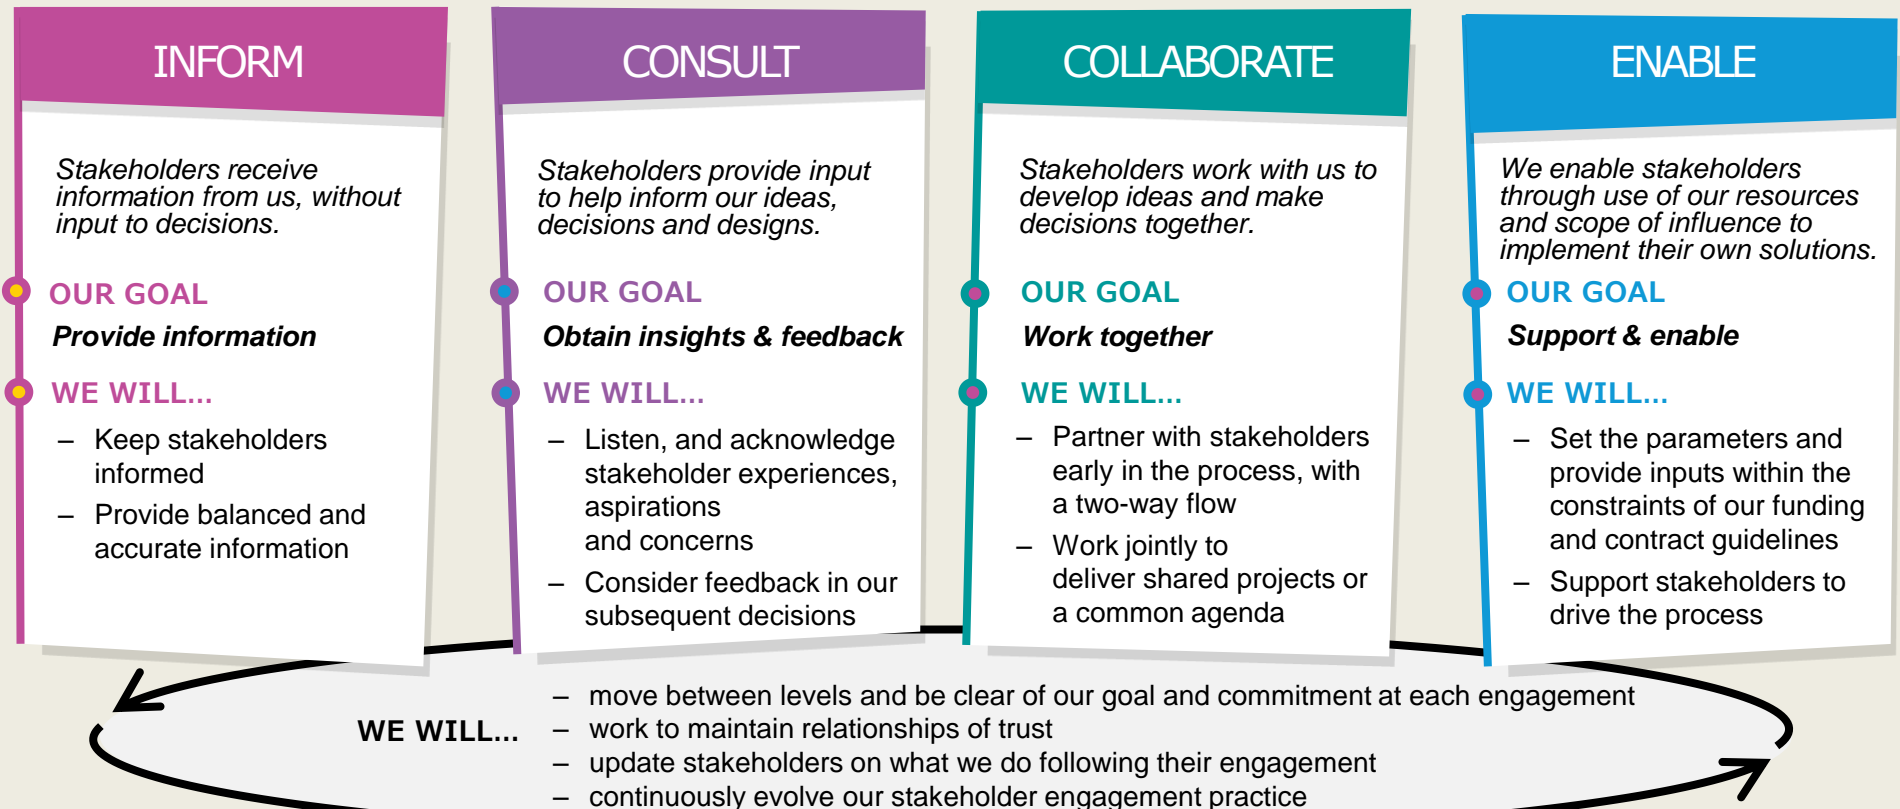 INFORM
Stakeholders receive
information from us, without
input to decisions.
OUR GOAL
Provide information
WE WILL...
– Keep stakeholders
informed
– Provide balanced and
accurate information
CONSULT
Stakeholders provide input
to help inform our ideas,
decisions and designs.
OUR GOAL
Obtain insights & feedback
WE WILL...
– Listen, and acknowledge
stakeholder experiences,
aspirations
and concerns
– Consider feedback in our
subsequent decisions
COLLABORATE
Stakeholders work with us to
develop ideas and make
decisions together.
OUR GOAL
Work together
WE WILL...
– Partner with stakeholders
early in the process, with
a two-way flow
– Work jointly to
deliver shared projects or
a common agenda
ENABLE
We enable stakeholders
through use of our resources
and scope of influence to
implement their own solutions.
OUR GOAL
Support & enable
WE WILL...
– Set the parameters and
provide inputs within the
constraints of our funding
and contract guidelines
– Support stakeholders to
drive the process
WE WILL...
– move between levels and be clear of our goal and commitment at each engagement
– work to maintain relationships of trust
– update stakeholders on what we do following their engagement
– continuously evolve our stakeholder engagement practice